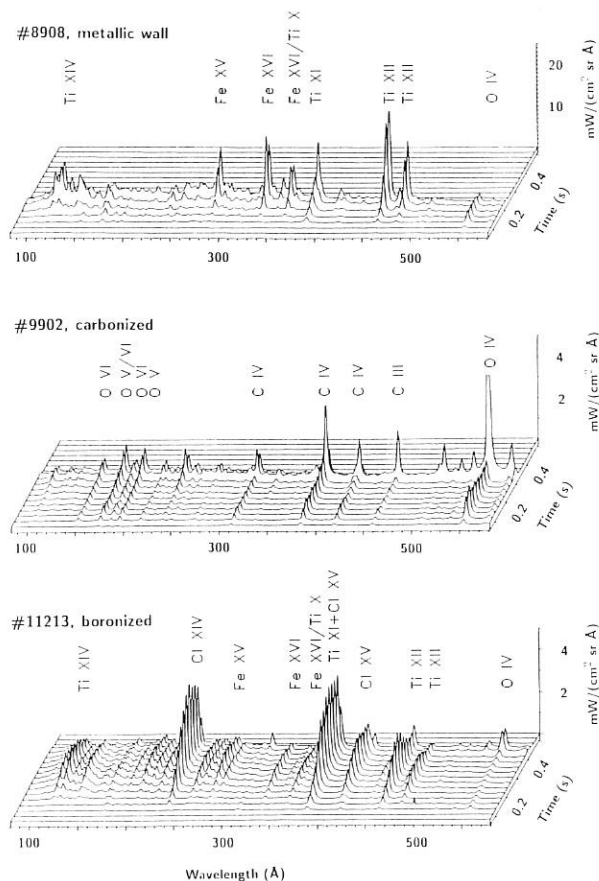 #8908, metallic wall
Ti XIV
Fe XV
Fe XVI
Fe XVI/Ti X
Ti XI
Ti XII
Ti XII
O IV
20
10
mW/(cm² sr Å)
0.4
0.2
Time (s)
100
300
500
#9902, carbonized
O VI
O V/VI
O VI
O V
C IV
C IV
C IV
C III
O IV
4
2
mW/(cm² sr Å)
0.4
0.2
Time (s)
100
300
500
#11213, boronized
Ti XIV
Cl XIV
Fe XV
Fe XVI
Fe XVI/Ti X
Ti XI+Cl XV
Cl XV
Ti XII
Ti XII
O IV
4
2
mW/(cm² sr Å)
0.4
0.2
Time (s)
100
300
500
Wavelength (Å)